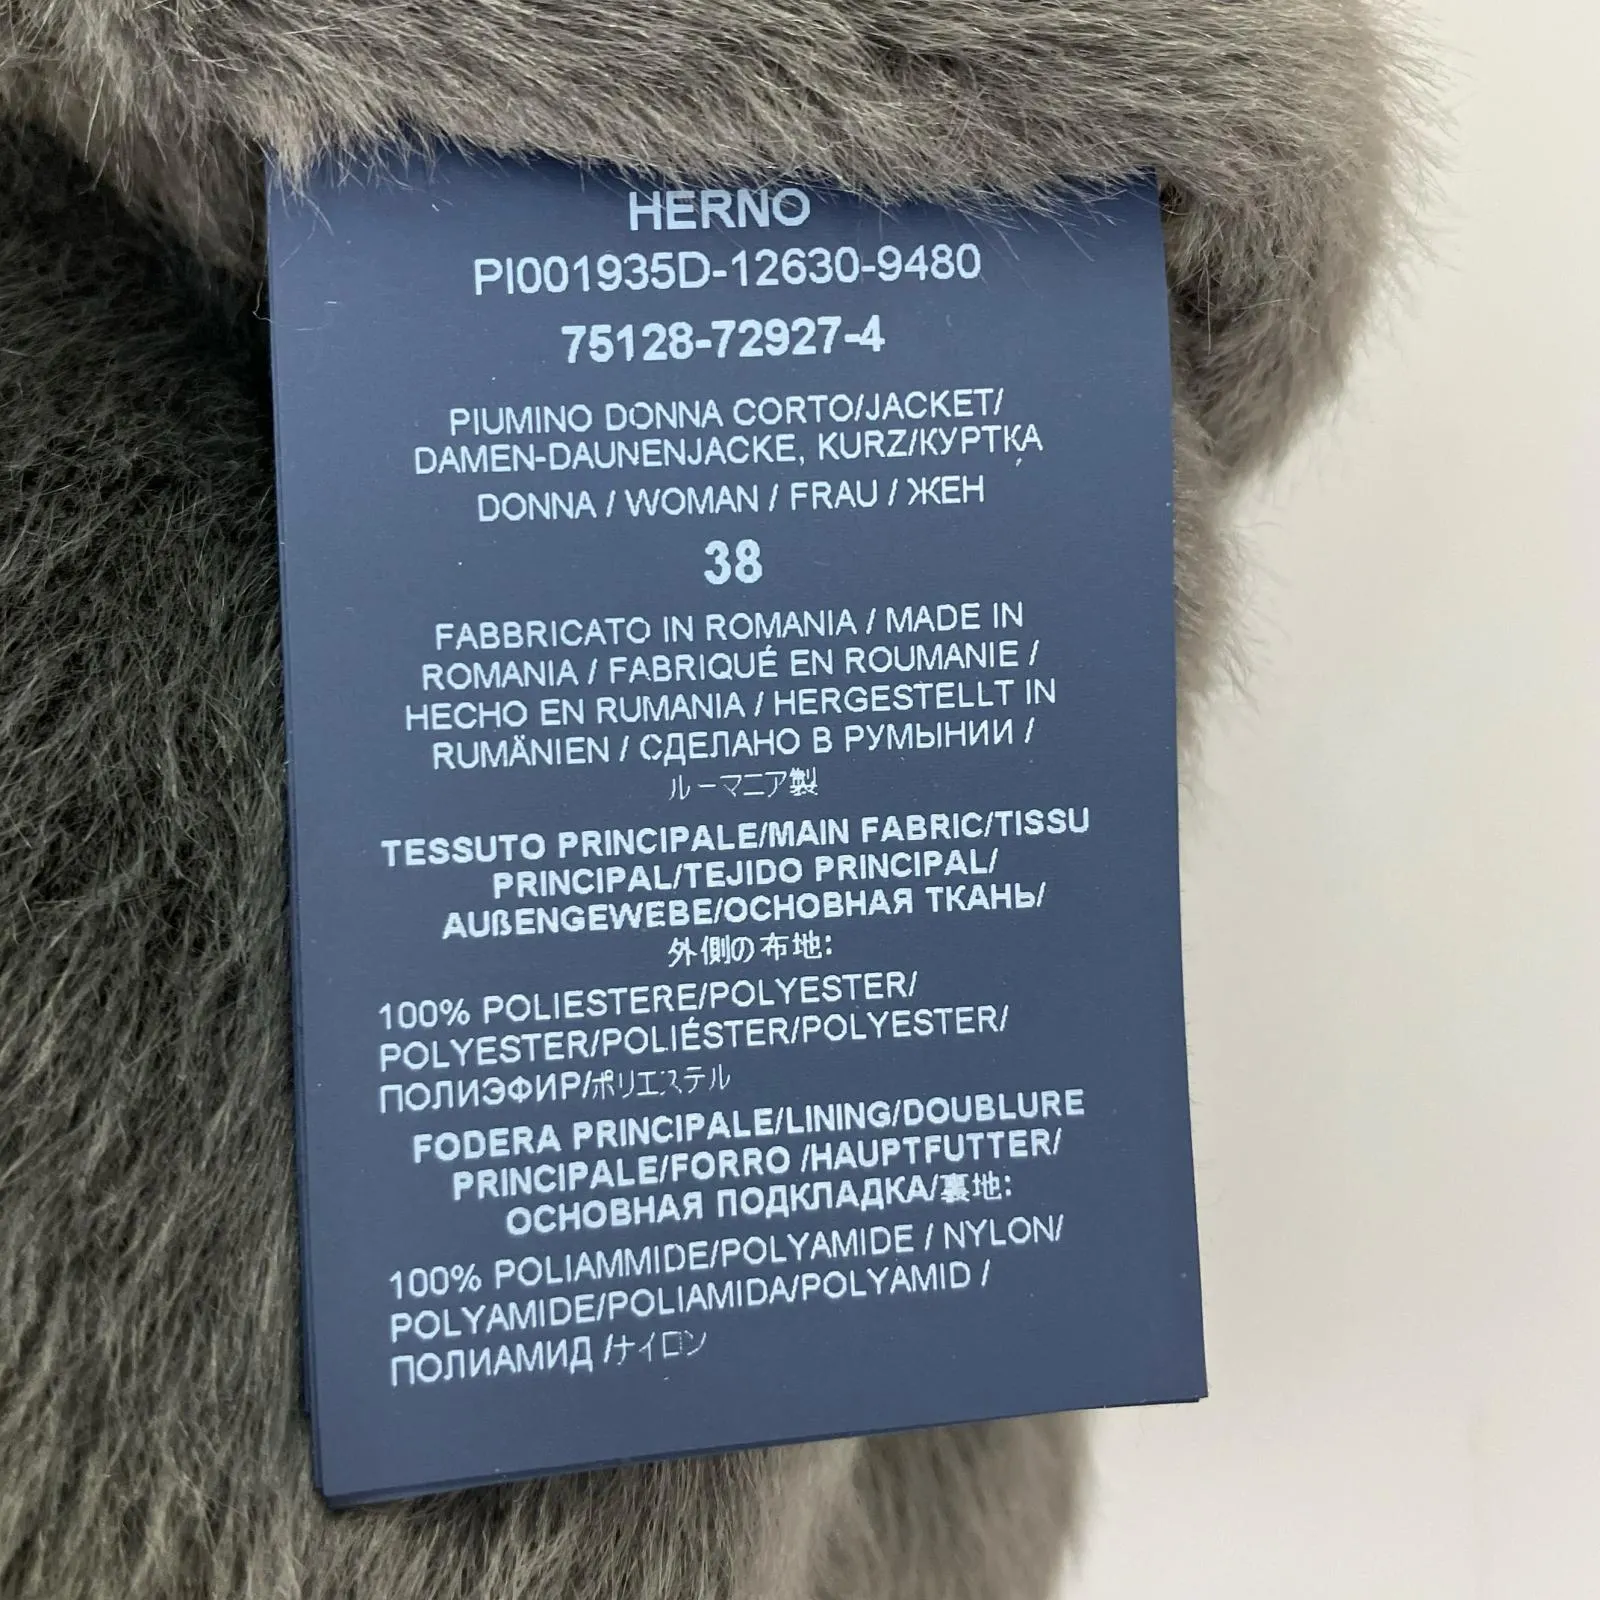 HERNO
PI001935D-12630-9480
75128-72927-4
PIUMINO DONNA CORTO/JACKET/
DAMEN-DAUNENJACKE, KURZ/КУРТҚА
DONNA / WOMAN / FRAU / ЖЕН
38
FABBRICATO IN ROMANIA / MADE IN
ROMANIA / FABRIQUÉ EN ROUMANIE /
HECHO EN RUMANIA / HERGESTELLT IN
RUMÄNIEN / СДЕЛАНО В РУМЫНИИ /
ルーマニア製
TESSUTO PRINCIPALE/MAIN FABRIC/TISSU
PRINCIPAL/TEJIDO PRINCIPAL/
AUßENGEWEBE/ОСНОВНАЯ ТКАНЬ/
外側の布地:
100% POLIESTERE/POLYESTER/
POLYESTER/POLIÉSTER/POLYESTER/
ПОЛИЭФИР/ポリエステル
FODERA PRINCIPALE/LINING/DOUBLURE
PRINCIPALE/FORRO /HAUPTFUTTER/
ОСНОВНАЯ ПОДКЛАДКА/裏地:
100% POLIAMMIDE/POLYAMIDE / NYLON/
POLYAMIDE/POLIAMIDA/POLYAMID /
ПОЛИАМИД /ナイロン